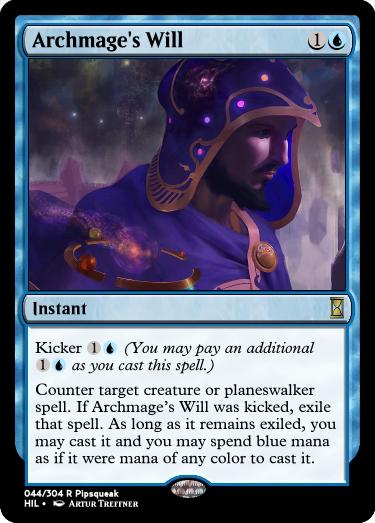 Archmage's Will 1
Instant
Kicker 1 (You may pay an additional
1 as you cast this spell.)
Counter target creature or planeswalker
spell. If Archmage's Will was kicked, exile
that spell. As long as it remains exiled, you
may cast it and you may spend blue mana
as if it were mana of any color to cast it.
044/304 R Pipsqueak
HIL • Artur Treffner